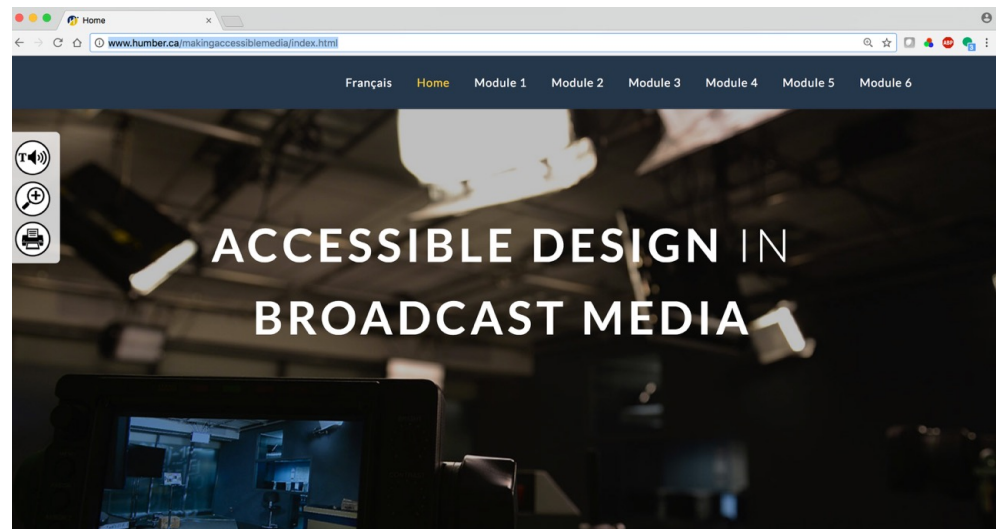 Home
www.humber.ca/makingaccessiblemedia/index.html
ABP
Français Home Module 1 Module 2 Module 3 Module 4 Module 5 Module 6
T
ACCESSIBLE DESIGN IN
BROADCAST MEDIA